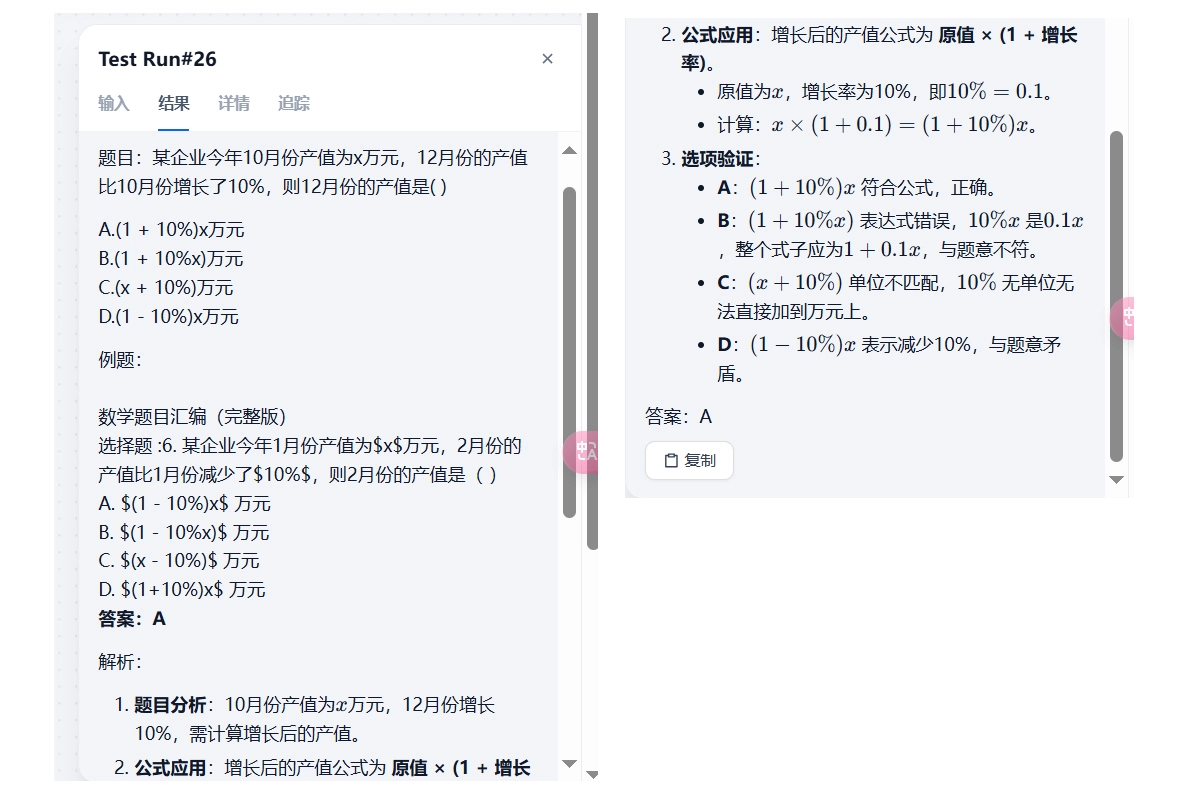 Test Run#26
×
输入 结果 详情 追踪
题目：某企业今年10月份产值为x万元，12月份的产值
比10月份增长了10%，则12月份的产值是( )
A.(1 + 10%)x万元
B.(1 + 10%x)万元
C.(x + 10%)万元
D.(1 - 10%)x万元
例题：
数学题目汇编（完整版）
选择题 :6. 某企业今年1月份产值为$x$万元，2月份的
产值比1月份减少了$10%$，则2月份的产值是（ ）
A. $(1 - 10%)x$ 万元
B. $(1 - 10%x)$ 万元
C. $(x - 10%)$ 万元
D. $(1+10%)x$ 万元
答案：A
解析：
1. 题目分析：10月份产值为x万元，12月份增长
10%，需计算增长后的产值。
2. 公式应用：增长后的产值公式为 原值 × (1 + 增长
2. 公式应用：增长后的产值公式为 原值 × (1 + 增长
率)。
• 原值为x，增长率为10%，即10% = 0.1。
• 计算：x × (1 + 0.1) = (1 + 10%)x。
3. 选项验证：
• A：(1 + 10%)x 符合公式，正确。
• B：(1 + 10%x) 表达式错误，10%x 是0.1x
，整个式子应为1 + 0.1x，与题意不符。
• C：(x + 10%) 单位不匹配，10% 无单位无
法直接加到万元上。
• D：(1 − 10%)x 表示减少10%，与题意矛
盾。
答案：A
复制